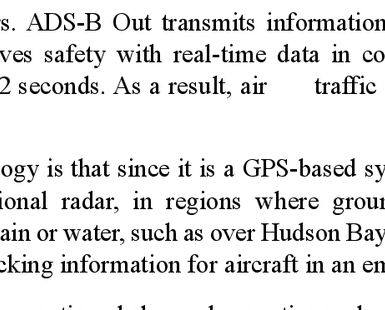 rs. ADS-B Out transmits information
ves safety with real-time data in co
2 seconds. As a result, air traffic
ogy is that since it is a GPS-based sy
ional radar, in regions where groun
ain or water, such as over Hudson Bay
cking information for aircraft in an em